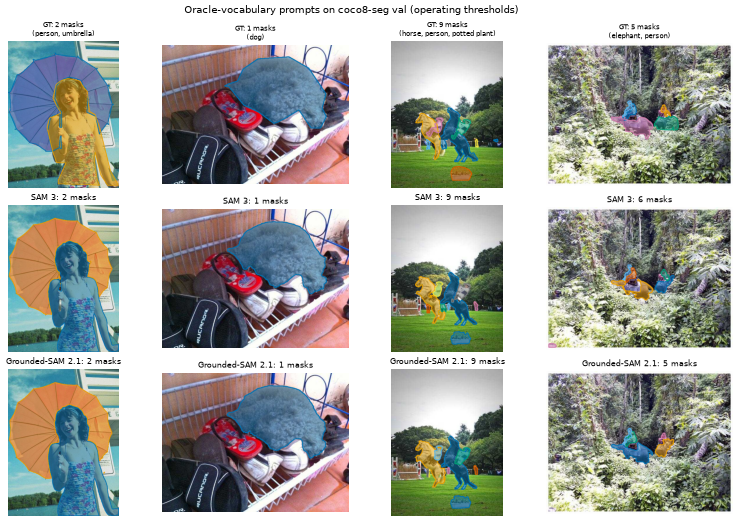 Oracle-vocabulary prompts on coco8-seg val (operating thresholds)
GT: 2 masks
(person, umbrella)
GT: 1 masks
(dog)
GT: 9 masks
(horse, person, potted plant)
GT: 5 masks
(elephant, person)
SAM 3: 2 masks
SAM 3: 1 masks
SAM 3: 9 masks
SAM 3: 6 masks
Grounded-SAM 2.1: 2 masks
Grounded-SAM 2.1: 1 masks
Grounded-SAM 2.1: 9 masks
Grounded-SAM 2.1: 5 masks